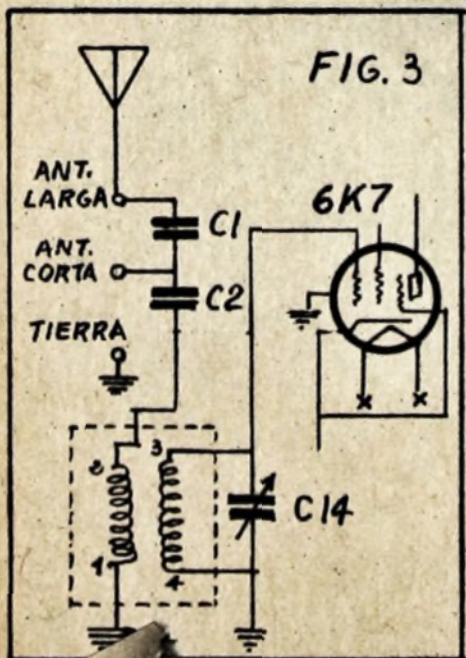 FIG. 3
ANT.
LARGA
C1
6K7
ANT.
CORTA
C2
TIERRA
2
3
C14
1
4
X
X